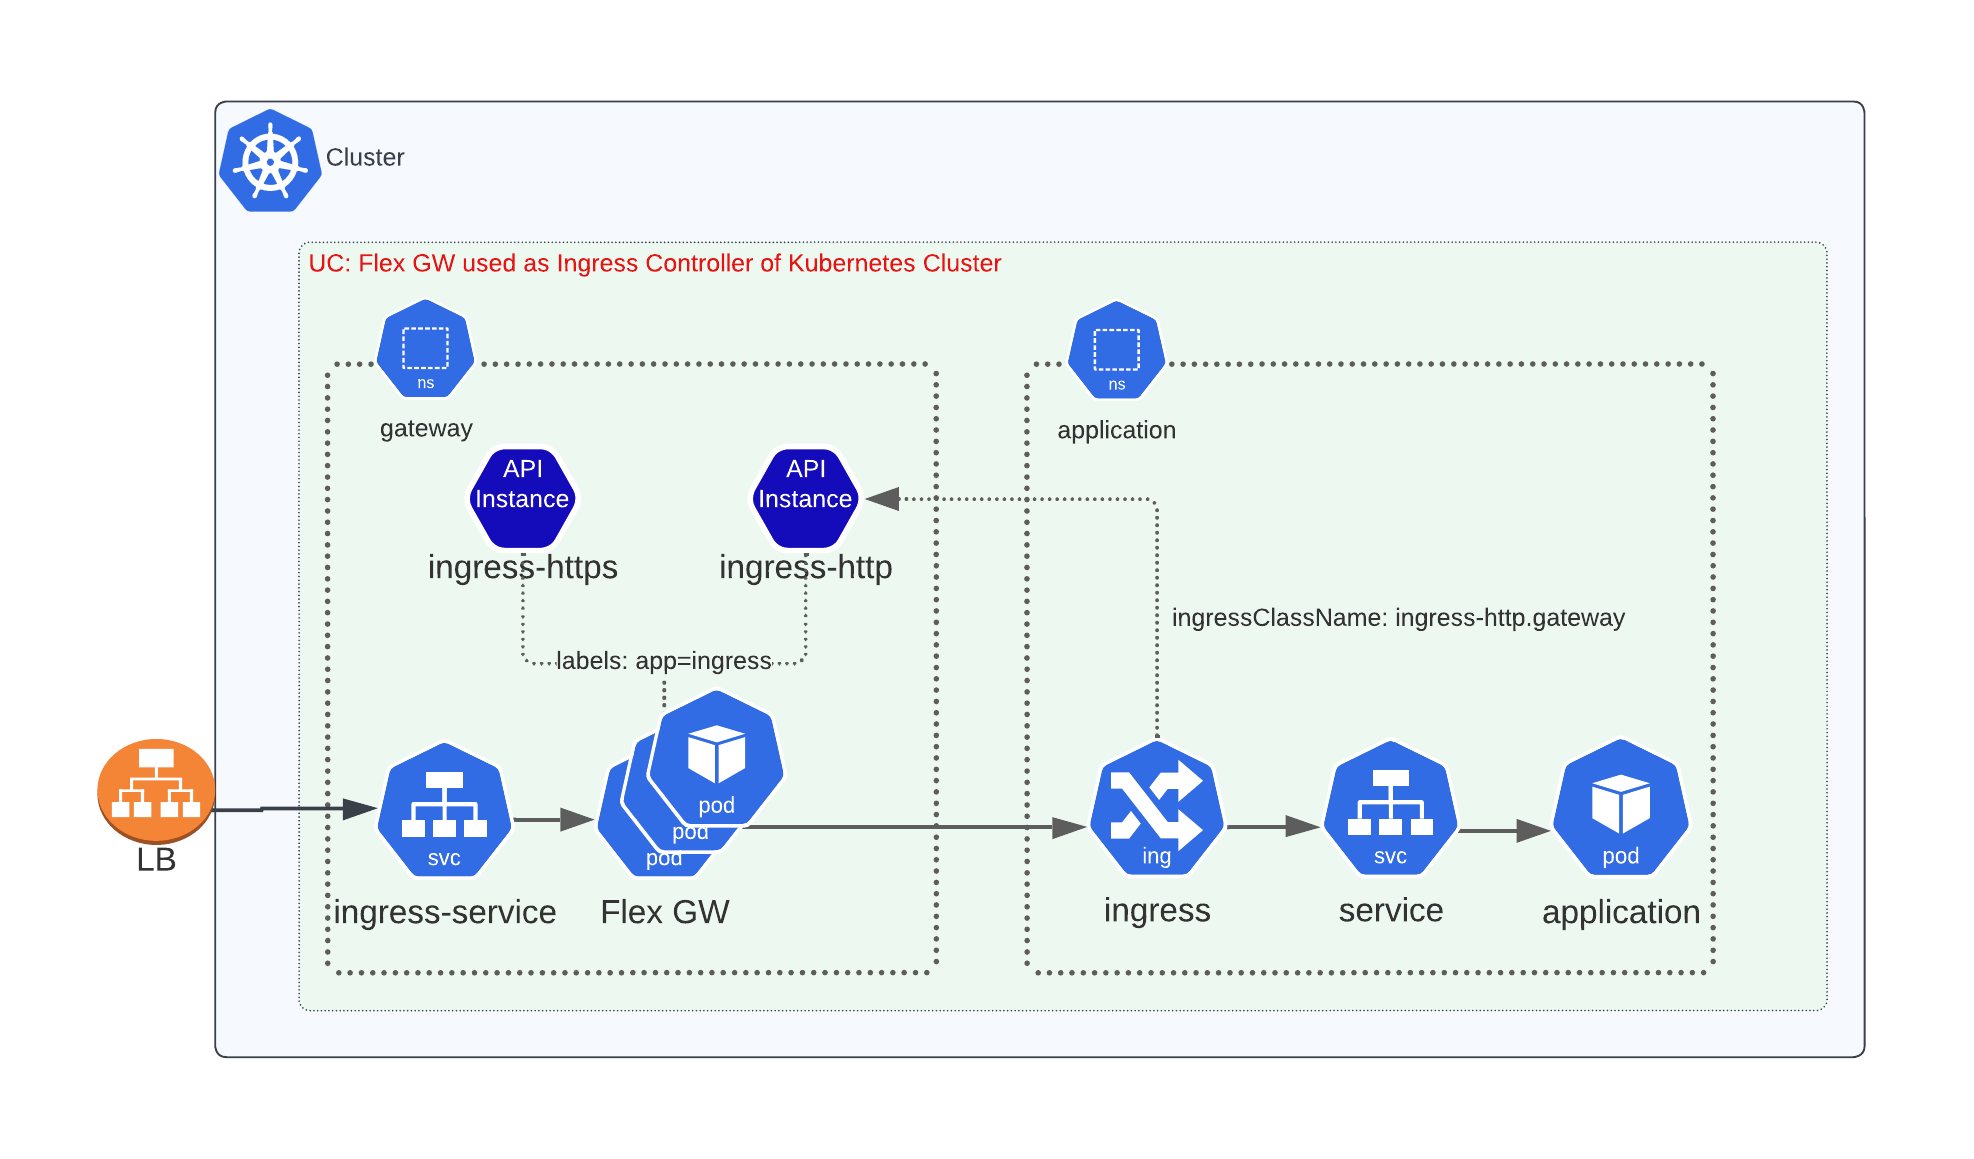 Cluster
UC: Flex GW used as Ingress Controller of Kubernetes Cluster
ns
gateway
ns
application
API
Instance
ingress-https
API
Instance
ingress-http
ingressClassName: ingress-http.gateway
labels: app=ingress
LB
svc
ingress-service
pod
pod
pod
Flex GW
ing
ingress
svc
service
pod
application